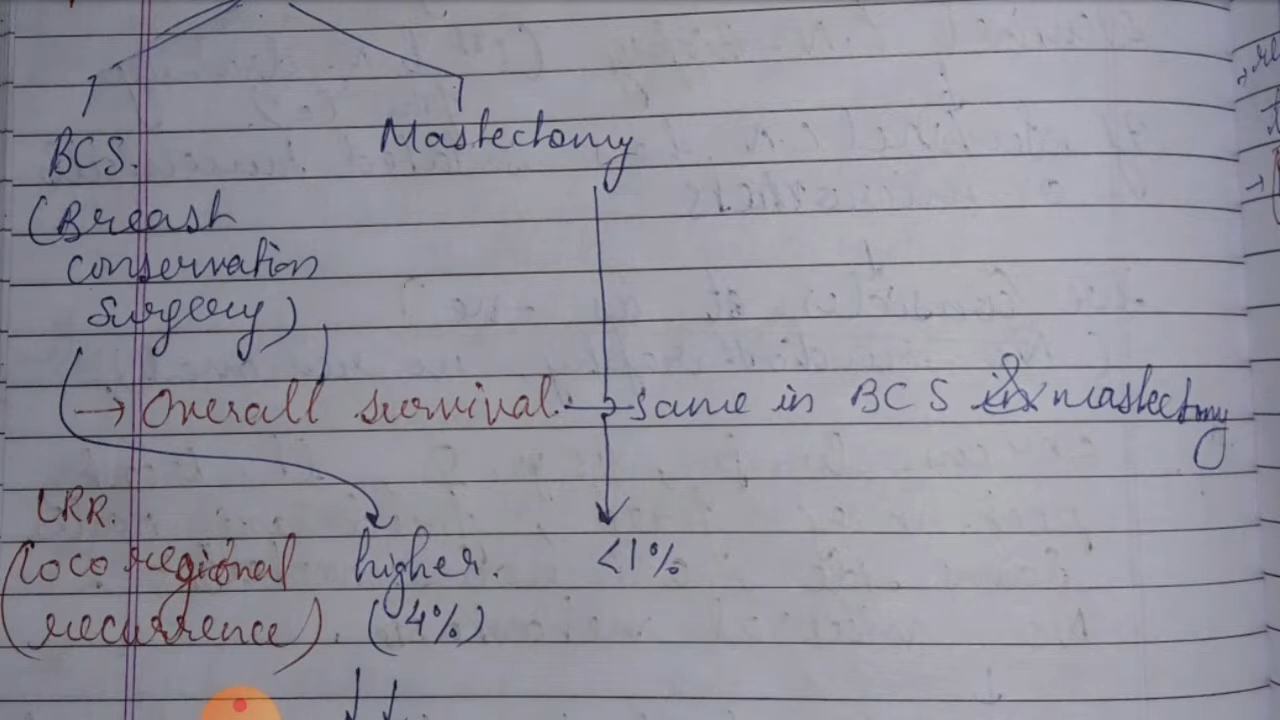 BCS. Mastectomy
(Breast
conservation
surgery)
→ Overall survival. → same in BCS & mastectomy
LRR.
(Loco regional higher. <1%
recurrence). (4%)